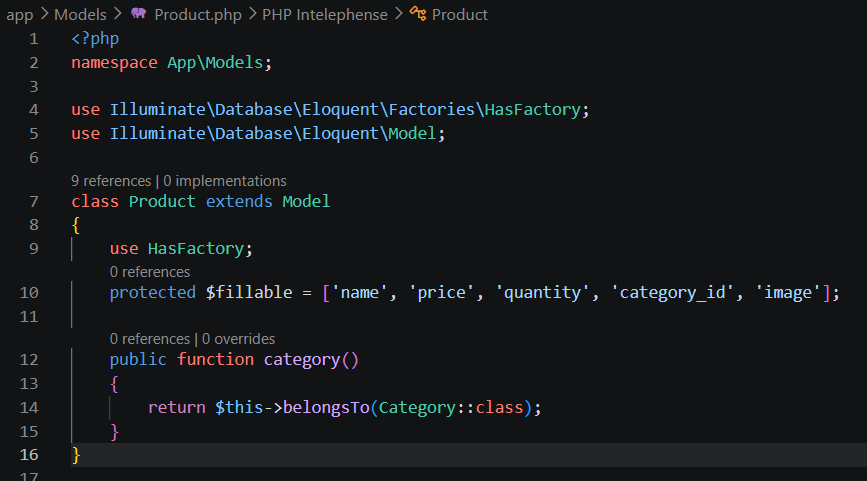 app > Models > Product.php > PHP Intelephense > Product
1 <?php
2 namespace App\Models;
3
4 use Illuminate\Database\Eloquent\Factories\HasFactory;
5 use Illuminate\Database\Eloquent\Model;
6
9 references | 0 implementations
7 class Product extends Model
8 {
9     use HasFactory;
0 references
10     protected $fillable = ['name', 'price', 'quantity', 'category_id', 'image'];
11
0 references | 0 overrides
12     public function category()
13     {
14         return $this->belongsTo(Category::class);
15     }
16 }
17